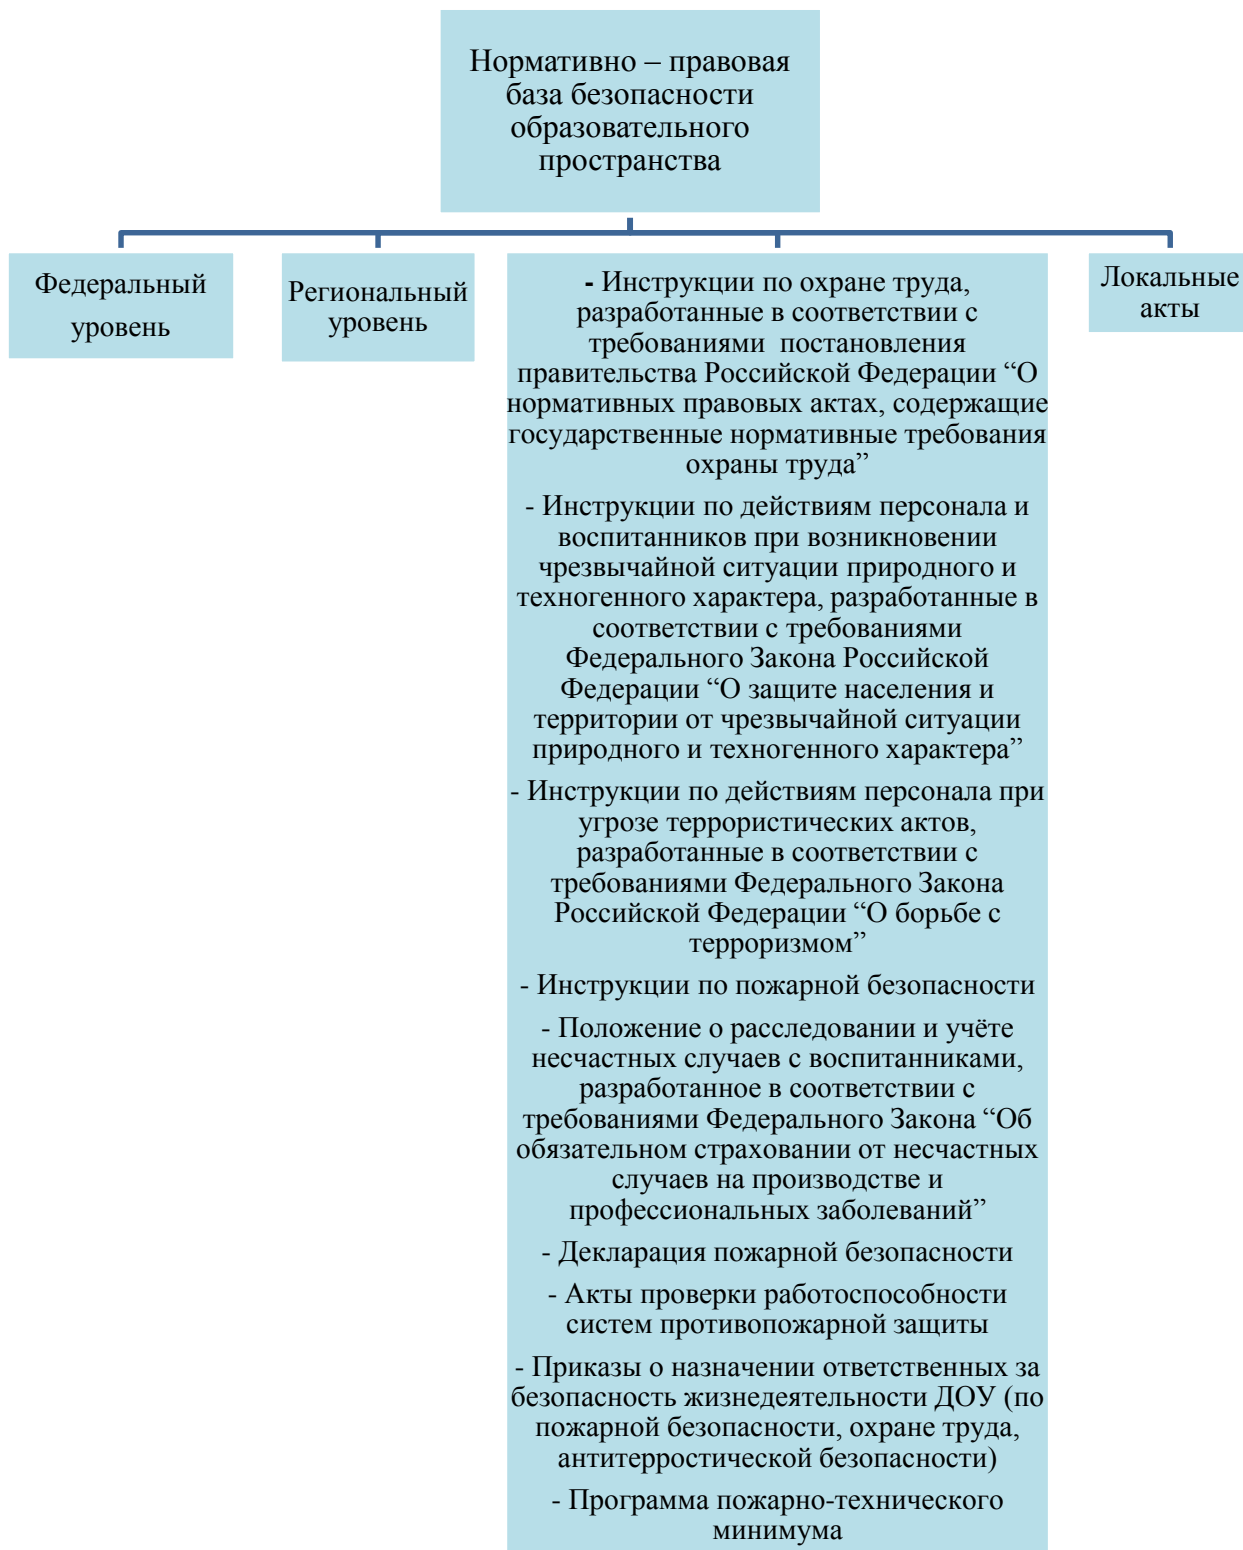 Нормативно – правовая
база безопасности
образовательного
пространства
Федеральный
уровень
Региональный
уровень
- Инструкции по охране труда,
разработанные в соответствии с
требованиями постановления
правительства Российской Федерации “О
нормативных правовых актах, содержащие
государственные нормативные требования
охраны труда”
- Инструкции по действиям персонала и
воспитанников при возникновении
чрезвычайной ситуации природного и
техногенного характера, разработанные в
соответствии с требованиями
Федерального Закона Российской
Федерации “О защите населения и
территории от чрезвычайной ситуации
природного и техногенного характера”
- Инструкции по действиям персонала при
угрозе террористических актов,
разработанные в соответствии с
требованиями Федерального Закона
Российской Федерации “О борьбе с
терроризмом”
- Инструкции по пожарной безопасности
- Положение о расследовании и учёте
несчастных случаев с воспитанниками,
разработанное в соответствии с
требованиями Федерального Закона “Об
обязательном страховании от несчастных
случаев на производстве и
профессиональных заболеваний”
- Декларация пожарной безопасности
- Акты проверки работоспособности
систем противопожарной защиты
- Приказы о назначении ответственных за
безопасность жизнедеятельности ДОУ (по
пожарной безопасности, охране труда,
антитерростической безопасности)
- Программа пожарно-технического
минимума
Локальные
акты